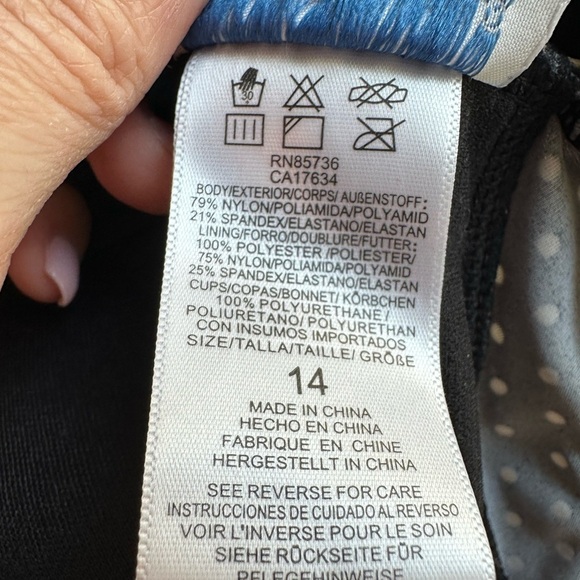 30
RN85736
CA17634
BODY/EXTERIOR/CORPS/ AUßENSTOFF:
79% NYLON/POLIAMIDA/POLYAMID
21% SPANDEX/ELASTANO/ELASTAN
LINING/FORRO/DOUBLURE/FUTTER:
100% POLYESTER /POLIESTER/
75% NYLON/POLIAMIDA/POLYAMID
25% SPANDEX/ELASTANO/ELASTAN
CUPS/COPAS/BONNET/ KÖRBCHEN
100% POLYURETHANE /
POLIURETANO/ POLYURETHAN
CON INSUMOS IMPORTADOS
SIZE/TALLA/TAILLE/ GRÖßE
14
MADE IN CHINA
HECHO EN CHINA
FABRIQUE EN CHINE
HERGESTELLT IN CHINA
SEE REVERSE FOR CARE
INSTRUCCIONES DE CUIDADO AL REVERSO
VOIR L'INVERSE POUR LE SOIN
SIEHE RÜCKSEITE FÜR
PFLEGEHINWEISE